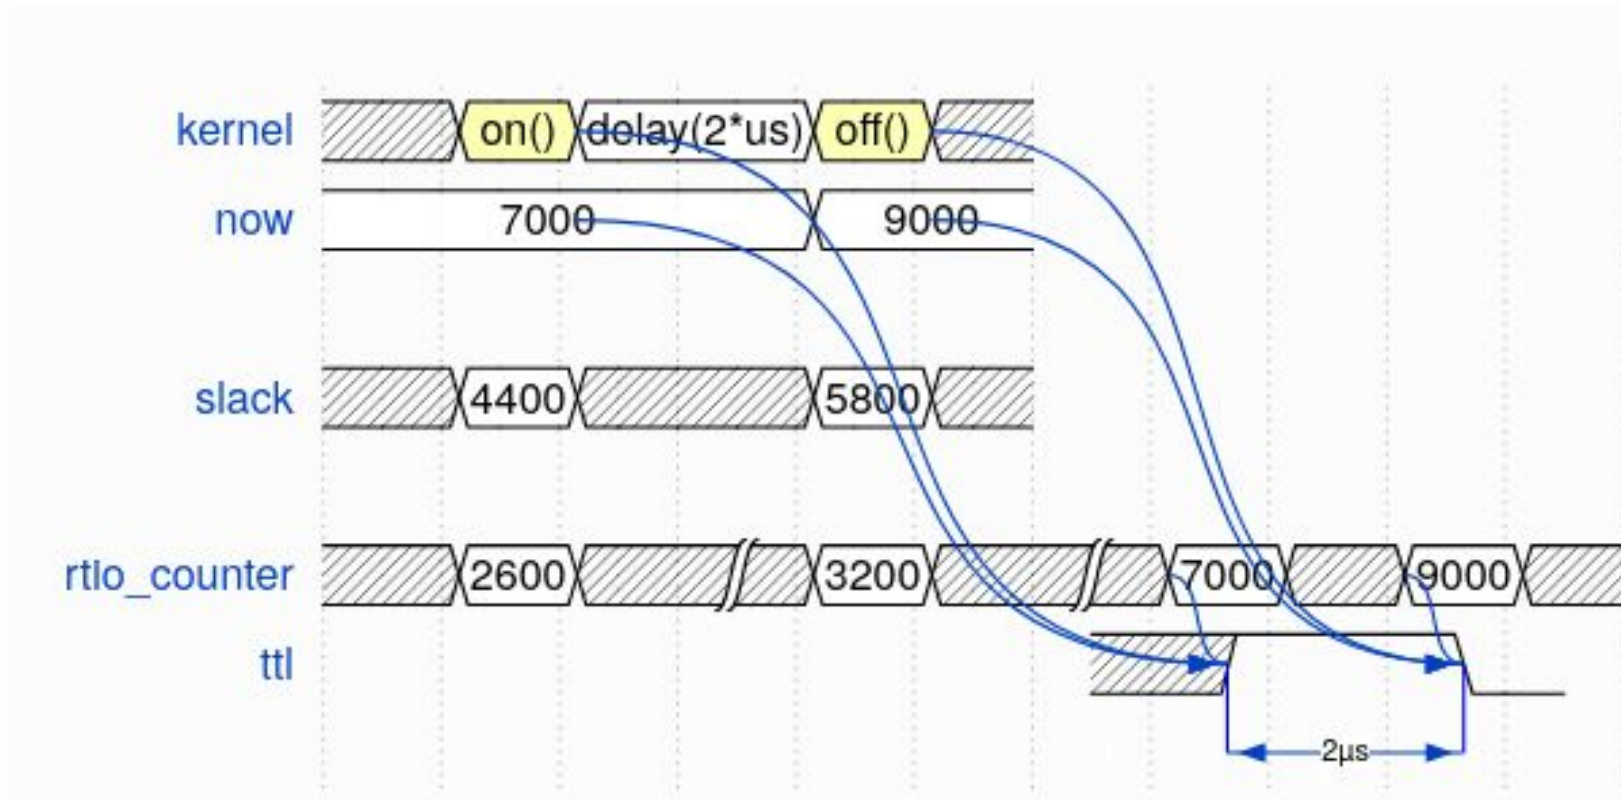 kernel on() delay(2*us) off()
now 7000 9000
slack 4400 5800
rtio_counter 2600 3200 7000 9000
ttl
2µs